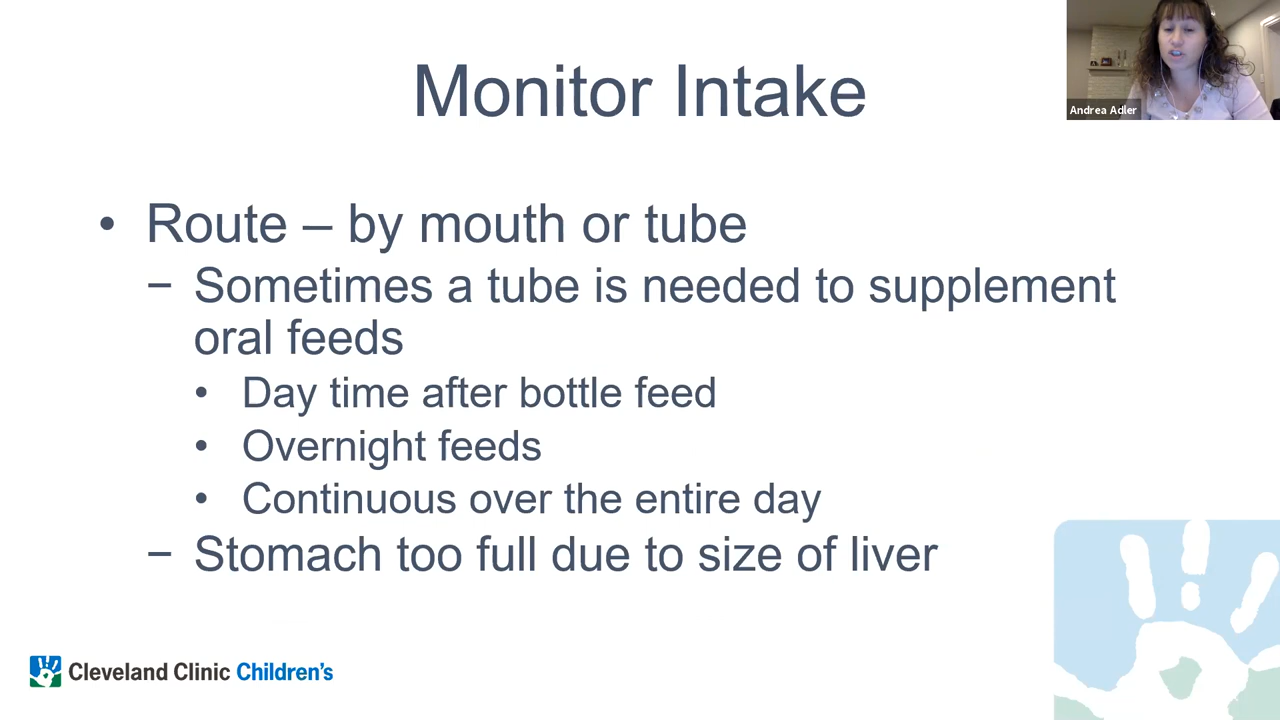 Monitor Intake
Andrea Adler
• Route – by mouth or tube
− Sometimes a tube is needed to supplement
oral feeds
• Day time after bottle feed
• Overnight feeds
• Continuous over the entire day
− Stomach too full due to size of liver
Cleveland Clinic Children's